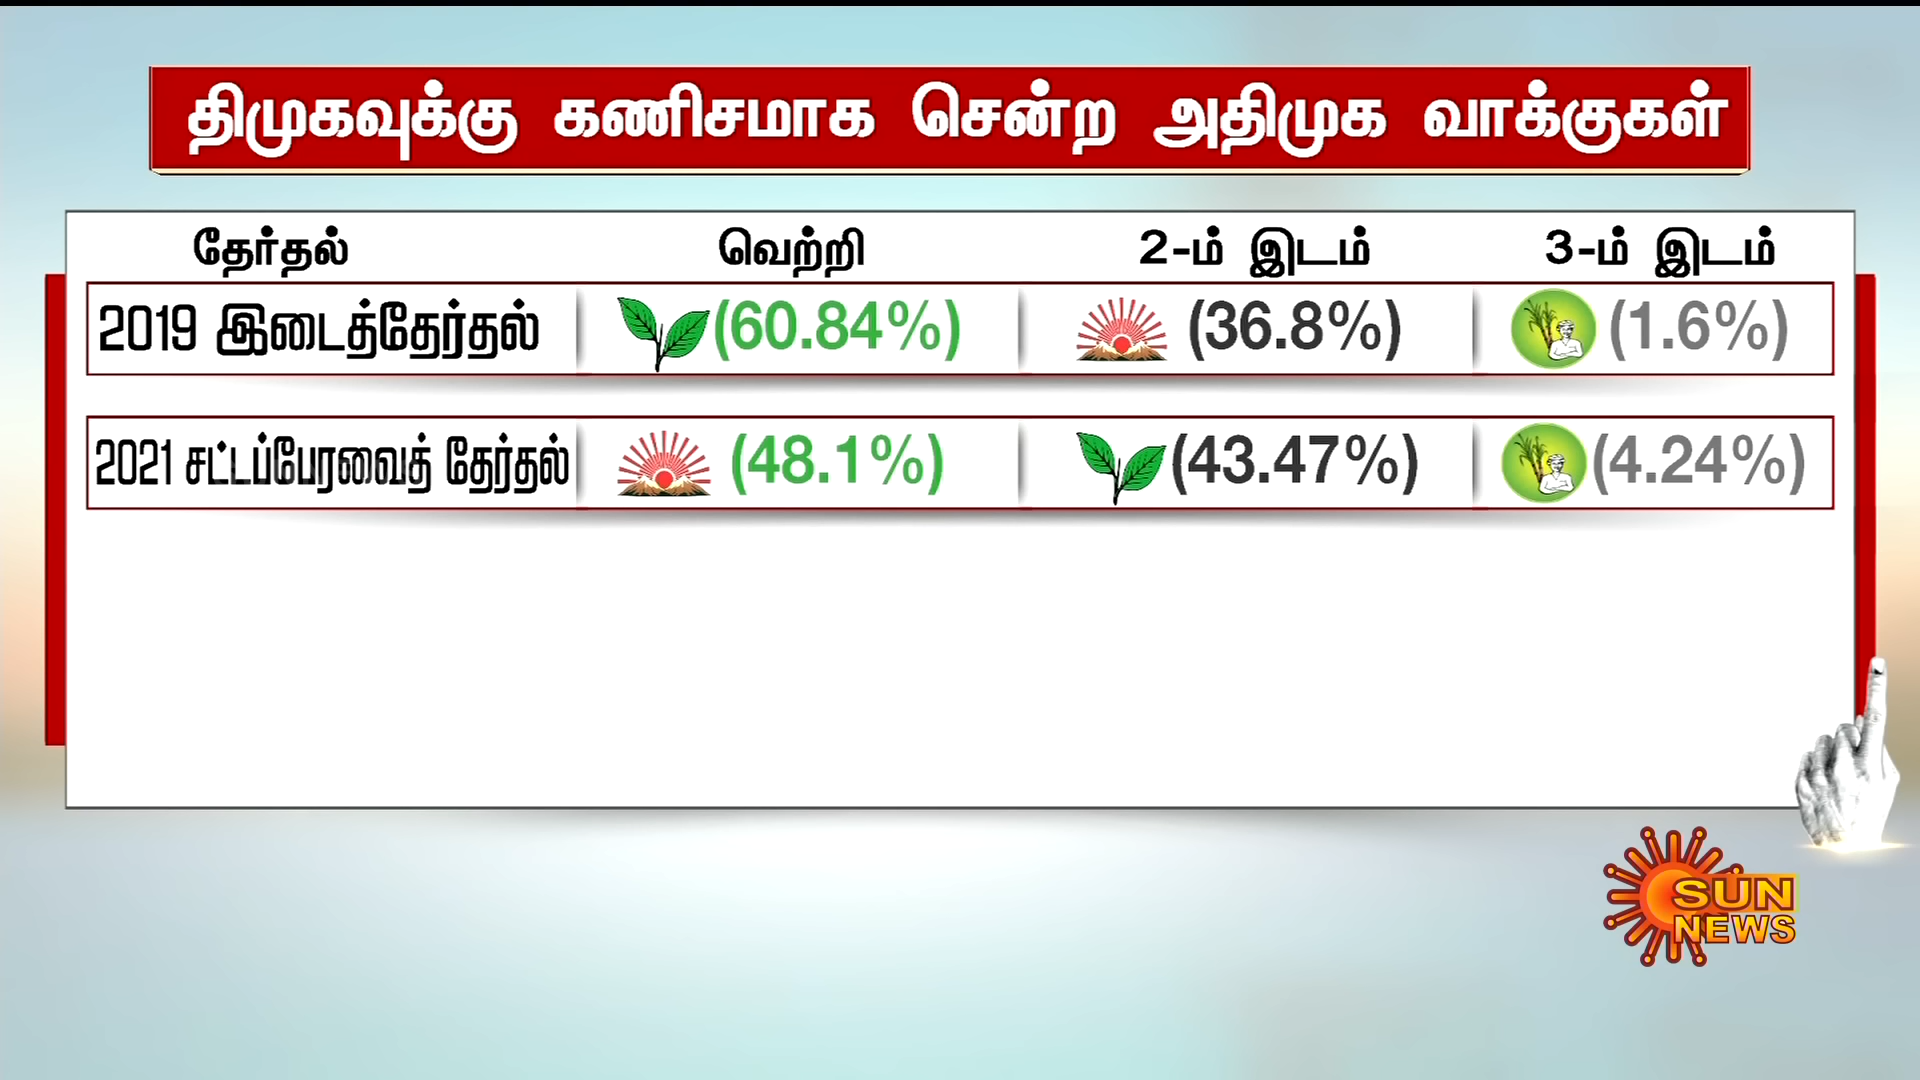 திமுகவுக்கு கணிசமாக சென்ற அதிமுக வாக்குகள்
தேர்தல் வெற்றி 2-ம் இடம் 3-ம் இடம்
2019 இடைத்தேர்தல் (60.84%) (36.8%) (1.6%)
2021 சட்டப்பேரவைத் தேர்தல் (48.1%) (43.47%) (4.24%)
SUN
NEWS